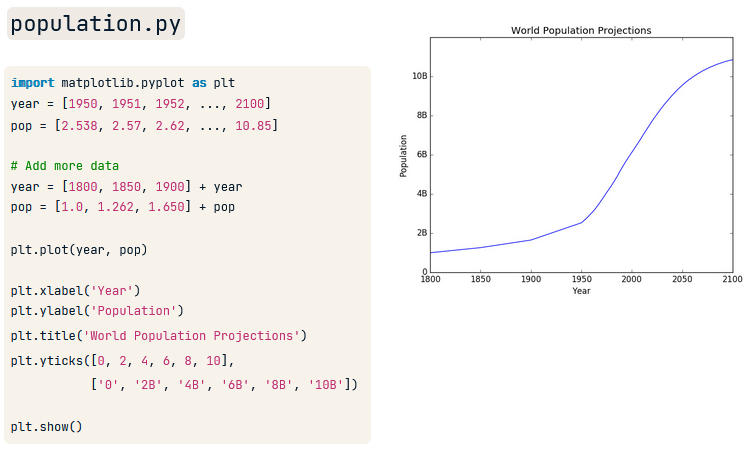 population.py
import matplotlib.pyplot as plt
year = [1950, 1951, 1952, ..., 2100]
pop = [2.538, 2.57, 2.62, ..., 10.85]
# Add more data
year = [1800, 1850, 1900] + year
pop = [1.0, 1.262, 1.650] + pop
plt.plot(year, pop)
plt.xlabel('Year')
plt.ylabel('Population')
plt.title('World Population Projections')
plt.yticks([0, 2, 4, 6, 8, 10],
           ['0', '2B', '4B', '6B', '8B', '10B'])
plt.show()
World Population Projections
10B
8B
6B
4B
2B
0
Population
1800 1850 1900 1950 2000 2050 2100
Year